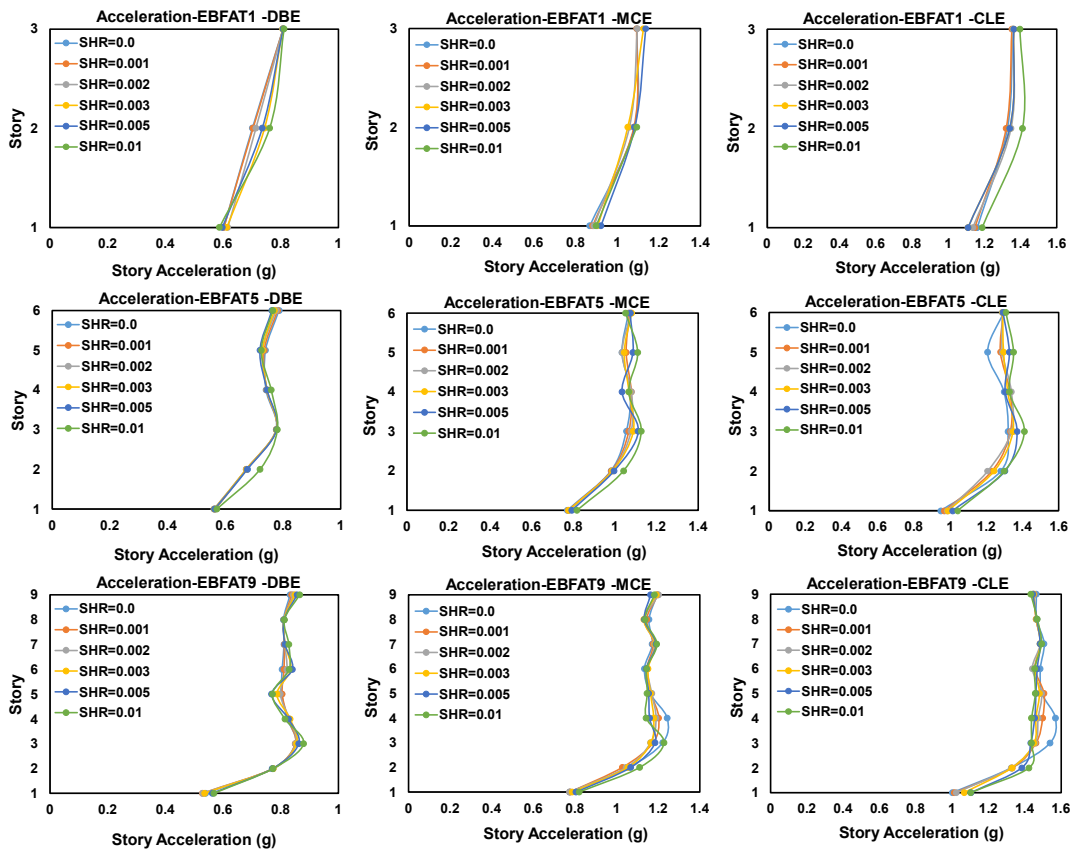 Acceleration-EBFAT1 -DBE
3
2
1
Story
SHR=0.0
SHR=0.001
SHR=0.002
SHR=0.003
SHR=0.005
SHR=0.01
0 0.2 0.4 0.6 0.8 1
Story Acceleration (g)
Acceleration-EBFAT1 -MCE
3
2
1
Story
SHR=0.0
SHR=0.001
SHR=0.002
SHR=0.003
SHR=0.005
SHR=0.01
0 0.2 0.4 0.6 0.8 1 1.2 1.4
Story Acceleration (g)
Acceleration-EBFAT1 -CLE
3
2
1
Story
SHR=0.0
SHR=0.001
SHR=0.002
SHR=0.003
SHR=0.005
SHR=0.01
0 0.2 0.4 0.6 0.8 1 1.2 1.4 1.6
Story Acceleration (g)
Acceleration-EBFAT5 -DBE
6
5
4
3
2
1
Story
SHR=0.0
SHR=0.001
SHR=0.002
SHR=0.003
SHR=0.005
SHR=0.01
0 0.2 0.4 0.6 0.8 1
Story Acceleration (g)
Acceleration-EBFAT5 -MCE
6
5
4
3
2
1
Story
SHR=0.0
SHR=0.001
SHR=0.002
SHR=0.003
SHR=0.005
SHR=0.01
0 0.2 0.4 0.6 0.8 1 1.2 1.4
Story Acceleration (g)
Acceleration-EBFAT5 -CLE
6
5
4
3
2
1
Story
SHR=0.0
SHR=0.001
SHR=0.002
SHR=0.003
SHR=0.005
SHR=0.01
0 0.2 0.4 0.6 0.8 1 1.2 1.4 1.6
Story Acceleration (g)
Acceleration-EBFAT9 -DBE
9
8
7
6
5
4
3
2
1
Story
SHR=0.0
SHR=0.001
SHR=0.002
SHR=0.003
SHR=0.005
SHR=0.01
0 0.2 0.4 0.6 0.8 1
Story Acceleration (g)
Acceleration-EBFAT9 -MCE
9
8
7
6
5
4
3
2
1
Story
SHR=0.0
SHR=0.001
SHR=0.002
SHR=0.003
SHR=0.005
SHR=0.01
0 0.2 0.4 0.6 0.8 1 1.2 1.4
Story Acceleration (g)
Acceleration-EBFAT9 -CLE
9
8
7
6
5
4
3
2
1
Story
SHR=0.0
SHR=0.001
SHR=0.002
SHR=0.003
SHR=0.005
SHR=0.01
0 0.2 0.4 0.6 0.8 1 1.2 1.4 1.6
Story Acceleration (g)